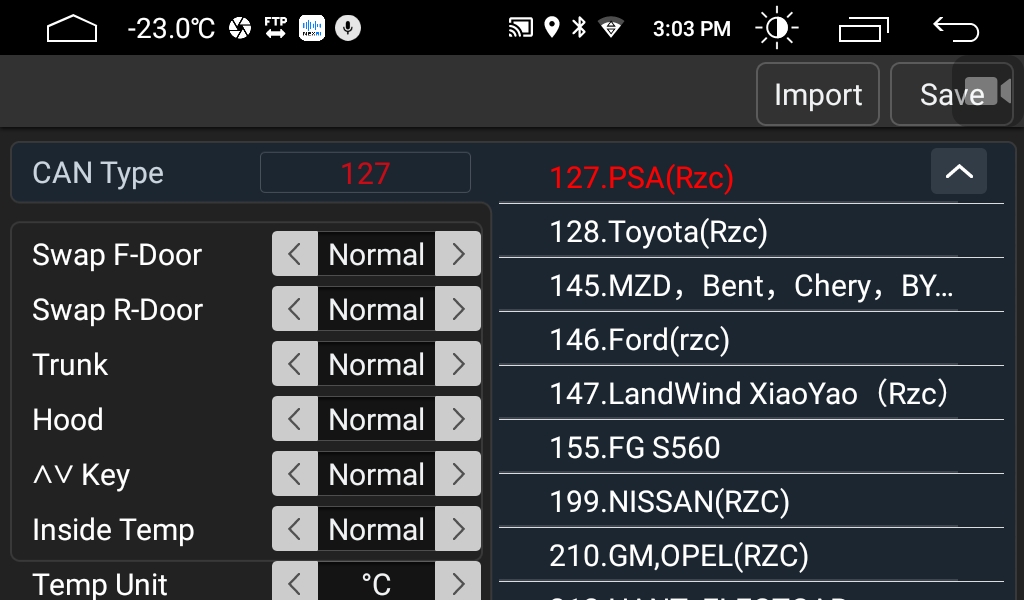 -23.0℃ FTP NEXAI 3:03 PM
Import Save
CAN Type 127
Swap F-Door Normal
Swap R-Door Normal
Trunk Normal
Hood Normal
∧∨ Key Normal
Inside Temp Normal
Temp Unit °C
127.PSA(Rzc)
128.Toyota(Rzc)
145.MZD，Bent，Chery，BY...
146.Ford(rzc)
147.LandWind XiaoYao（Rzc）
155.FG S560
199.NISSAN(RZC)
210.GM,OPEL(RZC)